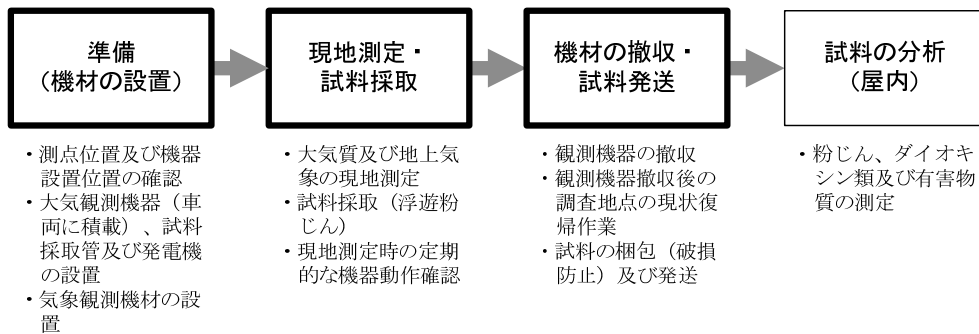 準備
（機材の設置）
現地測定・
試料採取
機材の撤収・
試料発送
試料の分析
（屋内）
・測点位置及び機器
設置位置の確認
・大気観測機器（車
両に積載）、試料
採取管及び発電機
の設置
・気象観測機材の設
置
・大気質及び地上気
象の現地測定
・試料採取（浮遊粉
じん）
・現地測定時の定期
的な機器動作確認
・観測機器の撤収
・観測機器撤収後の
調査地点の現状復
帰作業
・試料の梱包（破損
防止）及び発送
・粉じん、ダイオキ
シン類及び有害物
質の測定